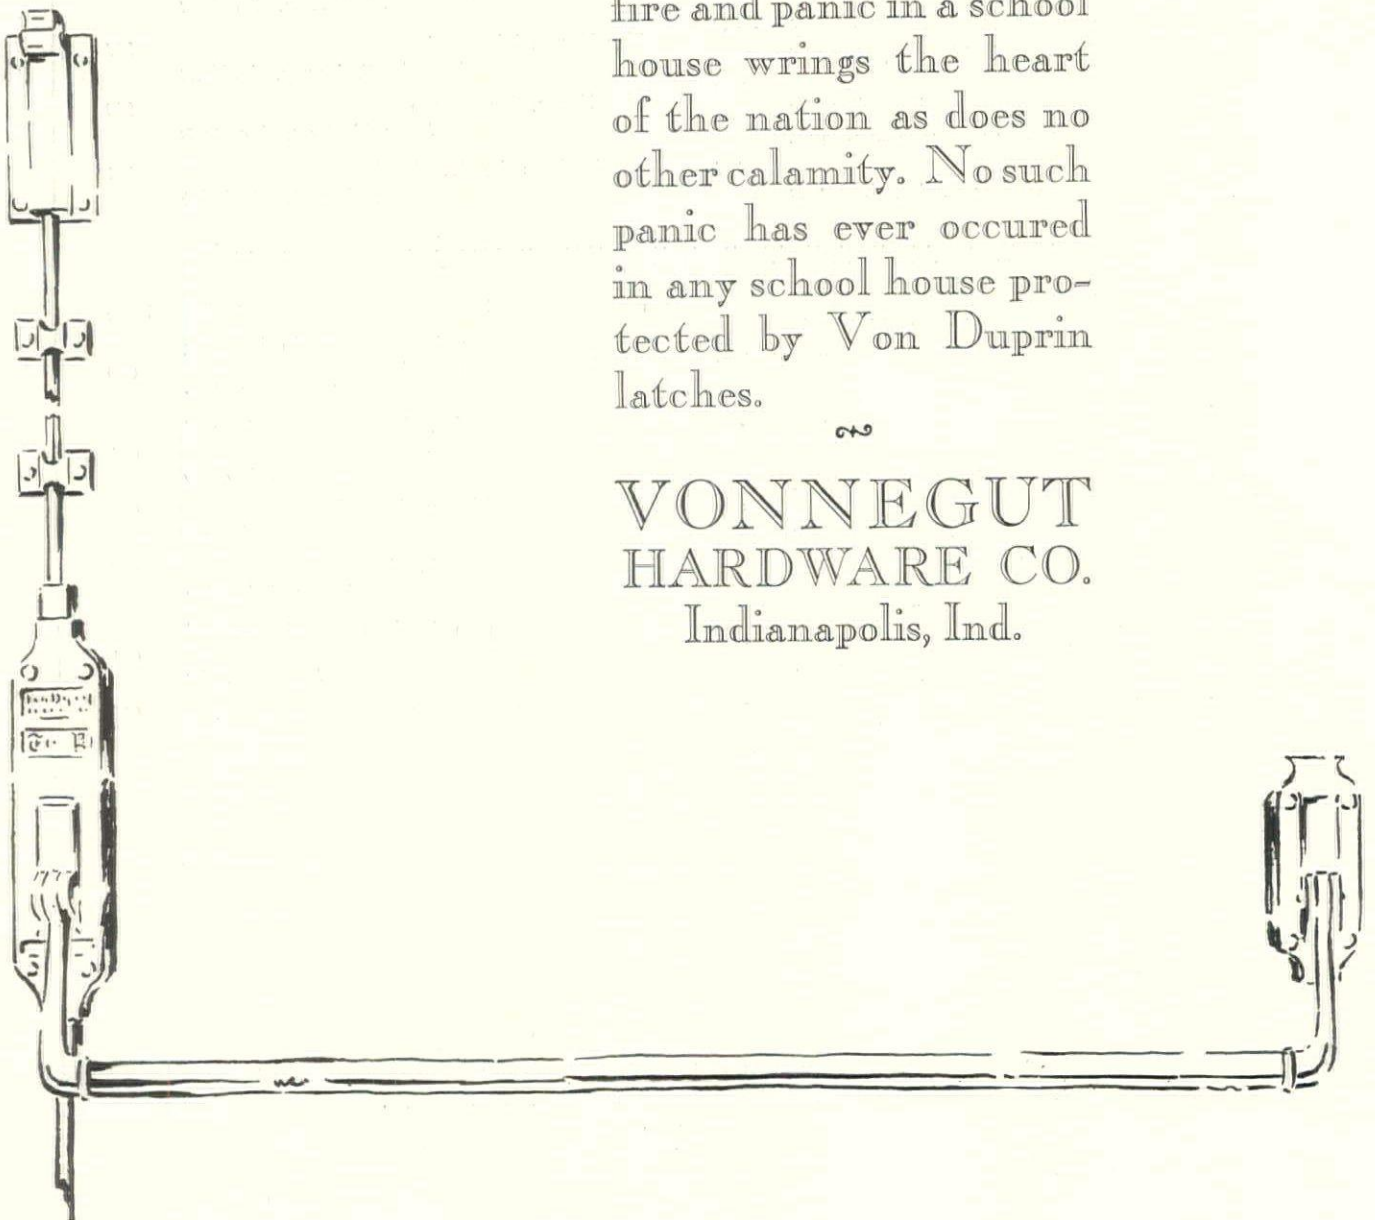 fire and panic in a school
house wrings the heart
of the nation as does no
other calamity. No such
panic has ever occured
in any school house pro-
tected by Von Duprin
latches.
VONNEGUT
HARDWARE CO.
Indianapolis, Ind.